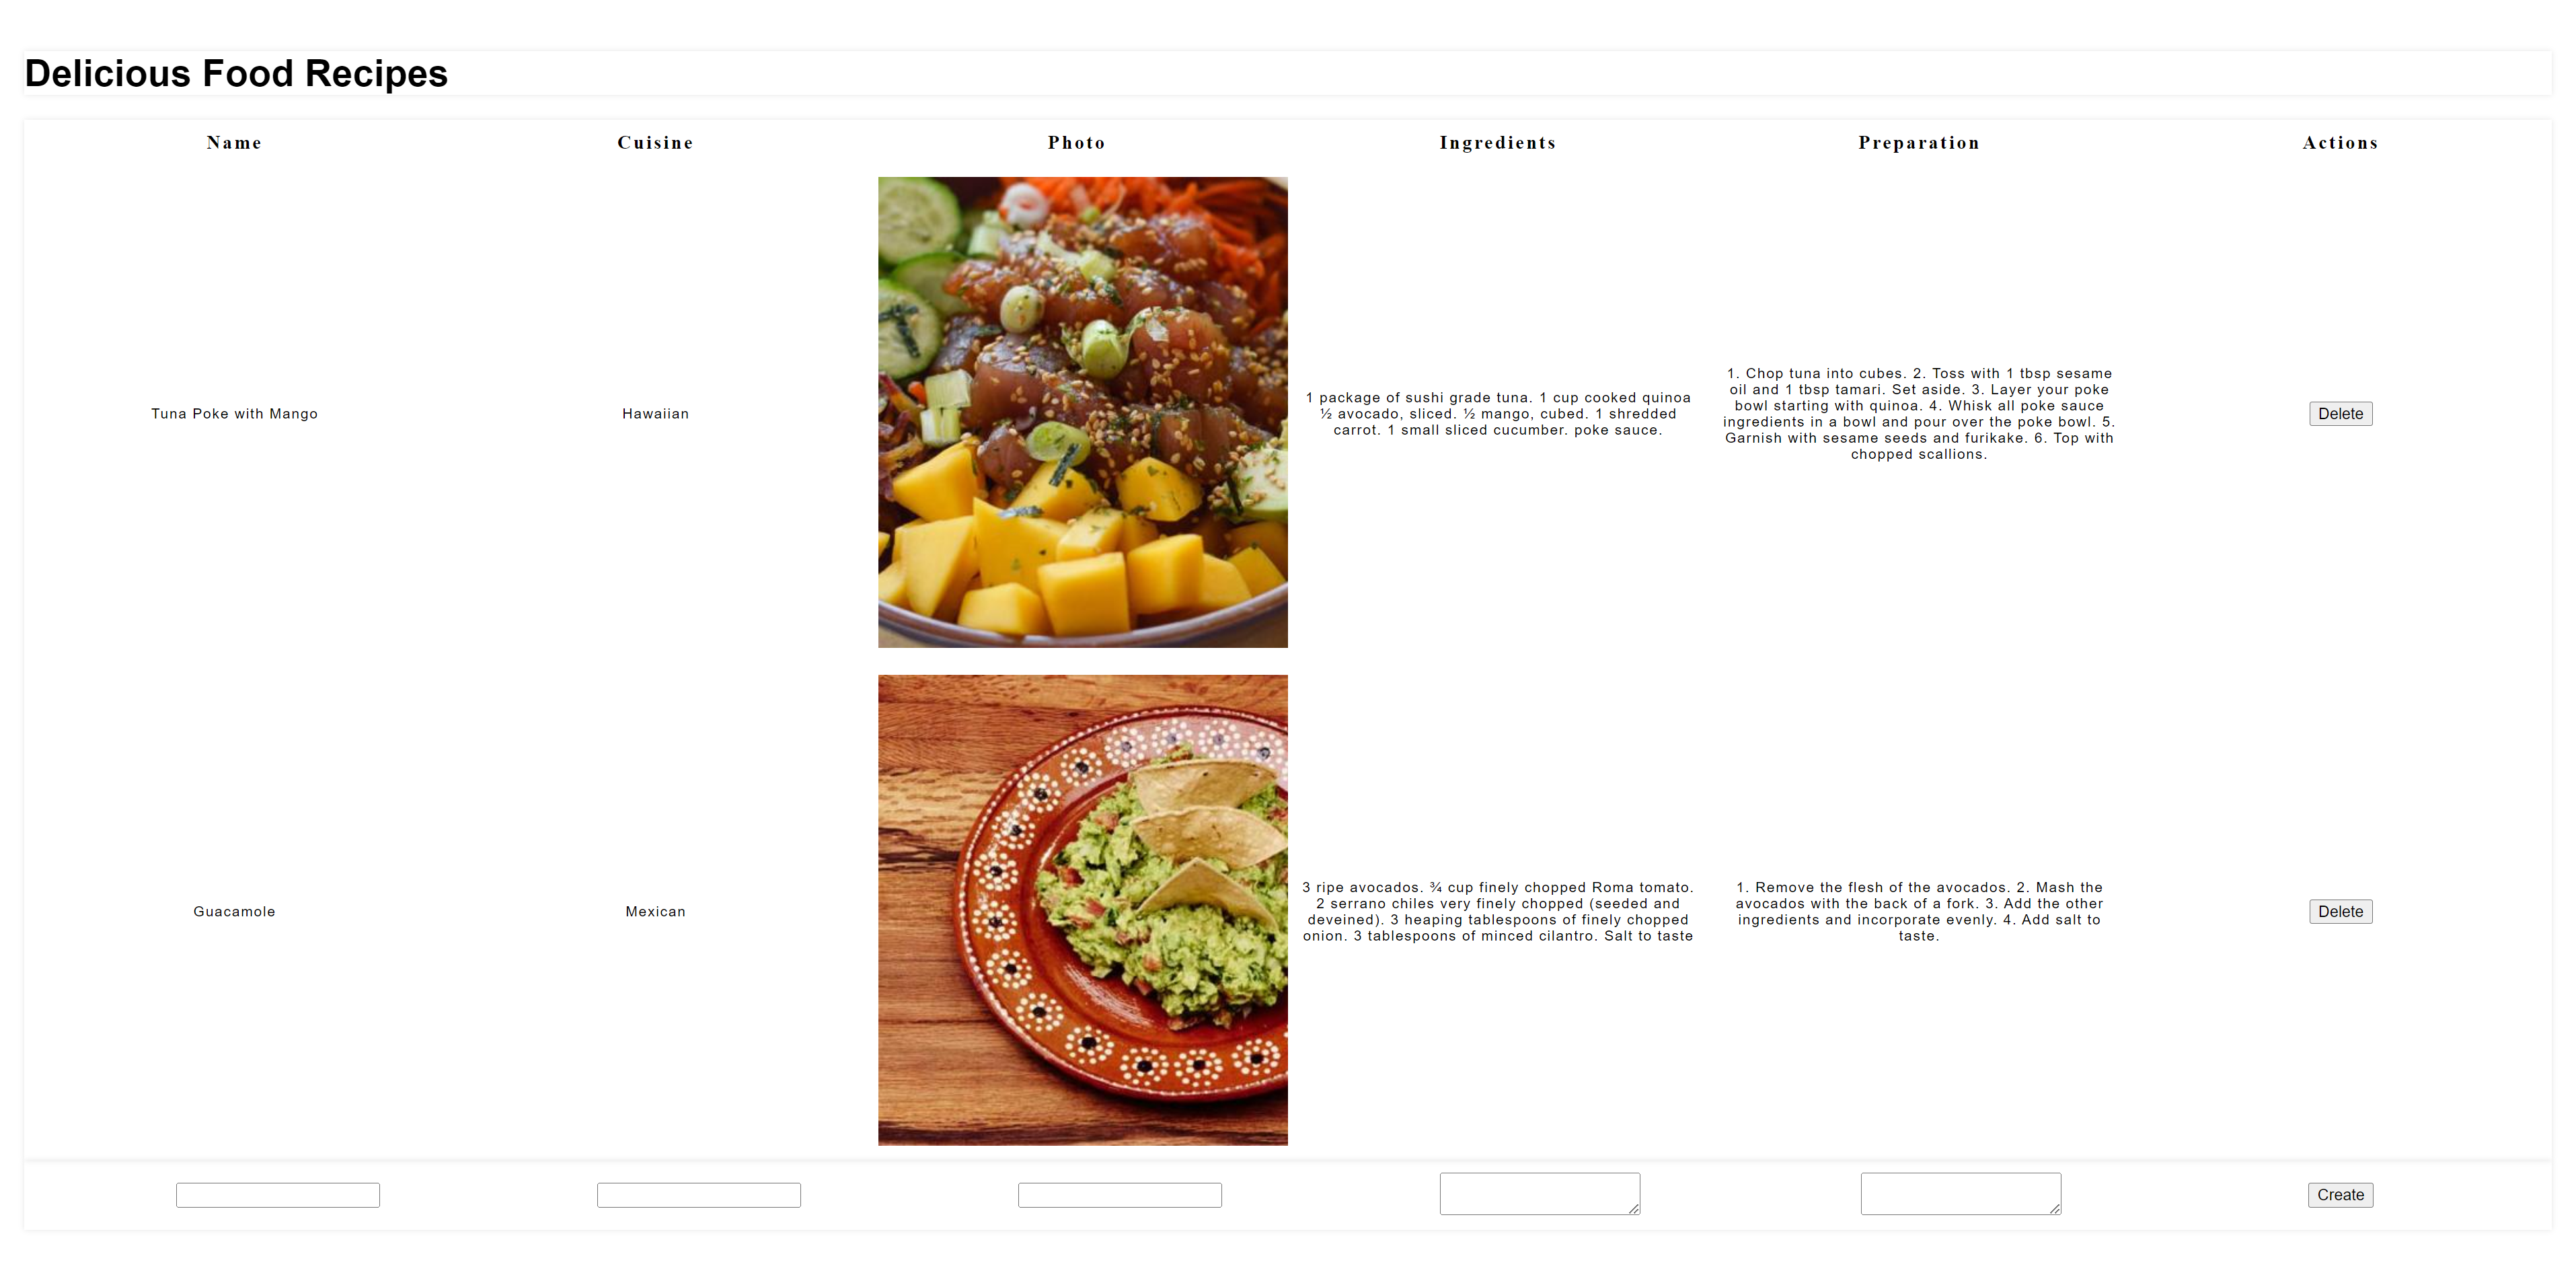 Delicious Food Recipes
Name Cuisine Photo Ingredients Preparation Actions
Tuna Poke with Mango
Hawaiian
1 package of sushi grade tuna. 1 cup cooked quinoa
½ avocado, sliced. ½ mango, cubed. 1 shredded
carrot. 1 small sliced cucumber. poke sauce.
1. Chop tuna into cubes. 2. Toss with 1 tbsp sesame
oil and 1 tbsp tamari. Set aside. 3. Layer your poke
bowl starting with quinoa. 4. Whisk all poke sauce
ingredients in a bowl and pour over the poke bowl. 5.
Garnish with sesame seeds and furikake. 6. Top with
chopped scallions.
Delete
Guacamole
Mexican
3 ripe avocados. ¾ cup finely chopped Roma tomato.
2 serrano chiles very finely chopped (seeded and
deveined). 3 heaping tablespoons of finely chopped
onion. 3 tablespoons of minced cilantro. Salt to taste
1. Remove the flesh of the avocados. 2. Mash the
avocados with the back of a fork. 3. Add the other
ingredients and incorporate evenly. 4. Add salt to
taste.
Delete
Create